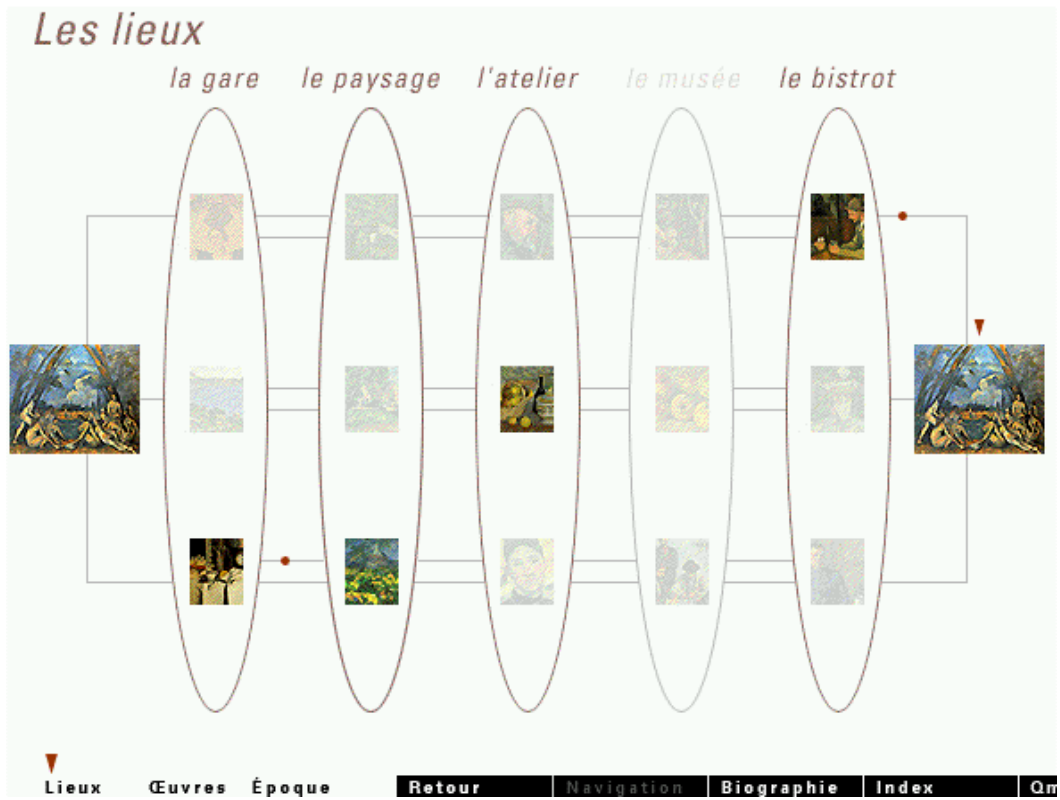 Les lieux
la gare le paysage l'atelier le musée le bistrot
Lieux Œuvres Époque Retour Navigation Biographie Index